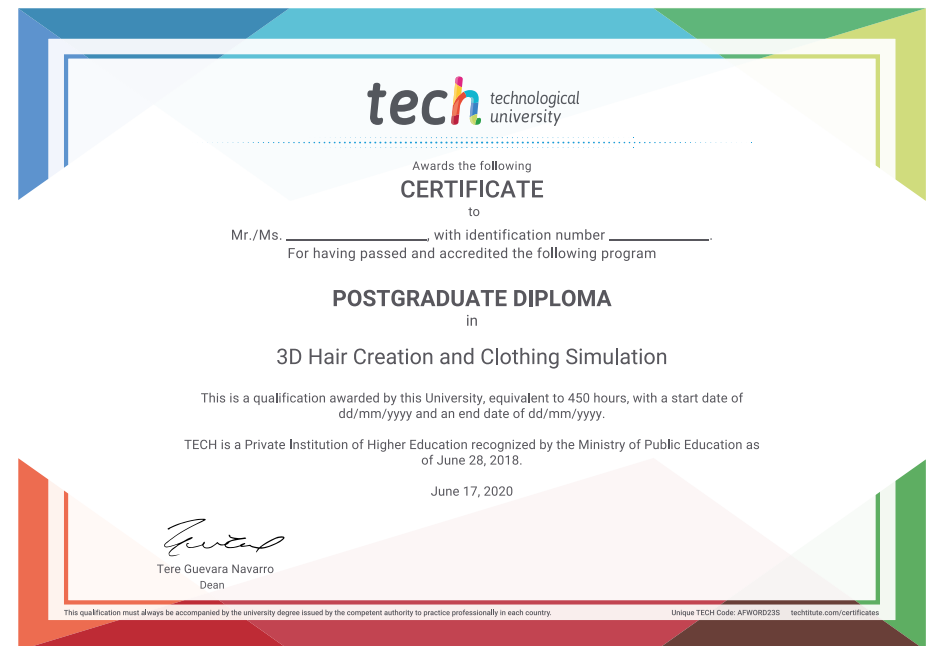 tech technological
university
Awards the following
CERTIFICATE
to
Mr./Ms. ____________, with identification number ____________.
For having passed and accredited the following program
POSTGRADUATE DIPLOMA
in
3D Hair Creation and Clothing Simulation
This is a qualification awarded by this University, equivalent to 450 hours, with a start date of
dd/mm/yyyy and an end date of dd/mm/yyyy.
TECH is a Private Institution of Higher Education recognized by the Ministry of Public Education as
of June 28, 2018.
June 17, 2020
Tere Guevara Navarro
Dean
This qualification must always be accompanied by the university degree issued by the competent authority to practice professionally in each country.
Unique TECH Code: AFWORD23S techtitute.com/certificates